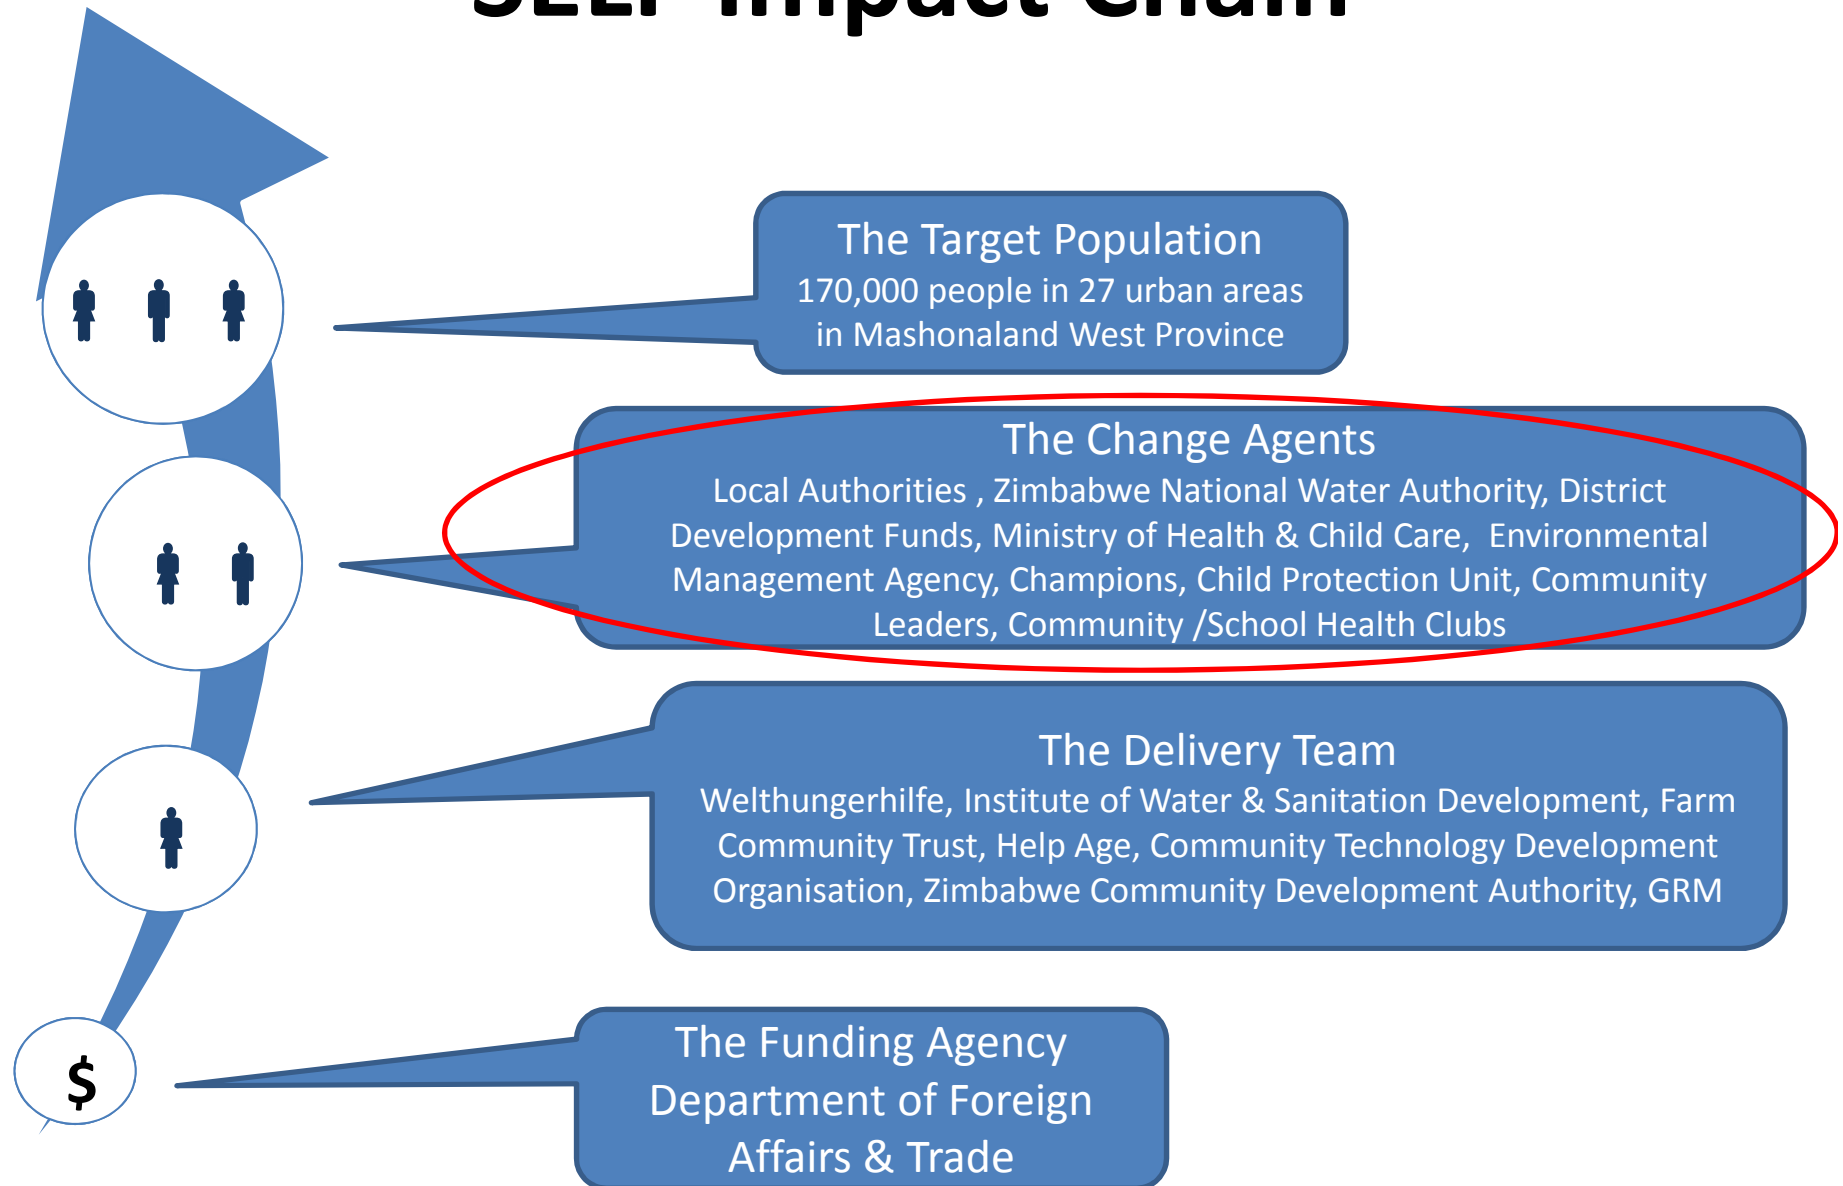 Impact Chain
The Target Population
170,000 people in 27 urban areas
in Mashonaland West Province
The Change Agents
Local Authorities , Zimbabwe National Water Authority, District
Development Funds, Ministry of Health & Child Care, Environmental
Management Agency, Champions, Child Protection Unit, Community
Leaders, Community /School Health Clubs
The Delivery Team
Welthungerhilfe, Institute of Water & Sanitation Development, Farm
Community Trust, Help Age, Community Technology Development
Organisation, Zimbabwe Community Development Authority, GRM
$
The Funding Agency
Department of Foreign
Affairs & Trade